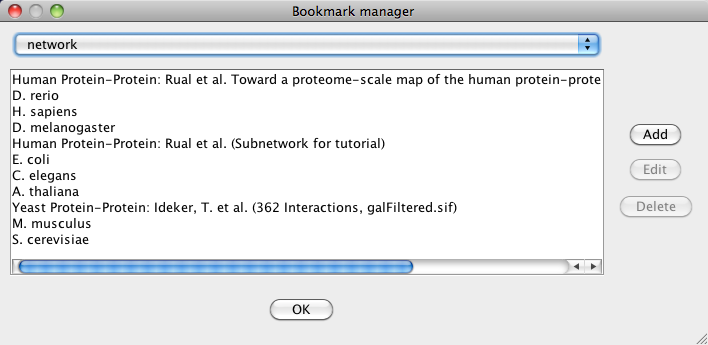 Bookmark manager
network
Human Protein-Protein: Rual et al. Toward a proteome-scale map of the human protein-prote
D. rerio
H. sapiens
D. melanogaster
Human Protein-Protein: Rual et al. (Subnetwork for tutorial)
E. coli
C. elegans
A. thaliana
Yeast Protein-Protein: Ideker, T. et al. (362 Interactions, galFiltered.sif)
M. musculus
S. cerevisiae
Add
Edit
Delete
OK